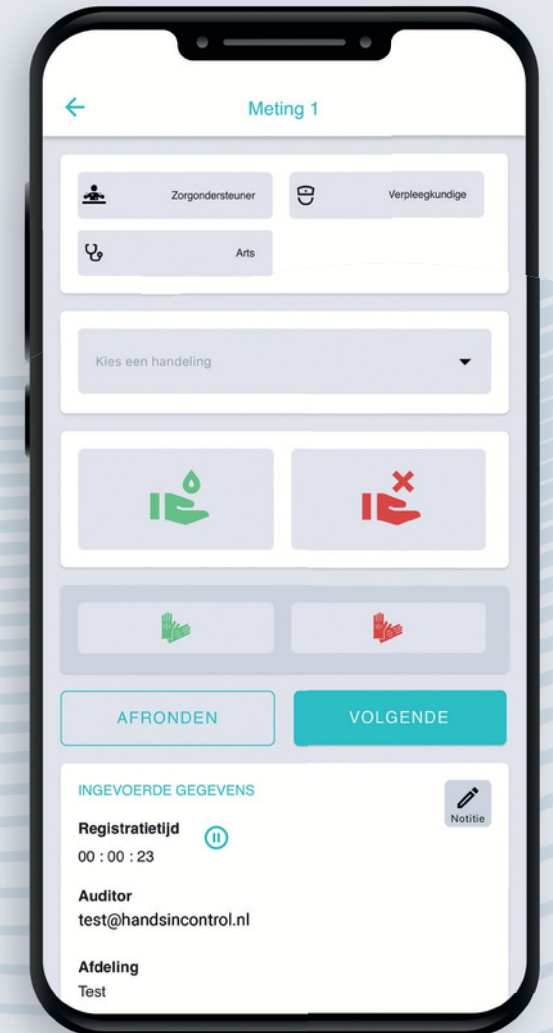 Meting 1
Zorgondersteuner
Verpleegkundige
Arts
Kies een handeling
AFRONDEN
VOLGENDE
INGEVOERDE GEGEVENS
Notitie
Registratietijd
00 : 00 : 23
Auditor
test@handsincontrol.nl
Afdeling
Test